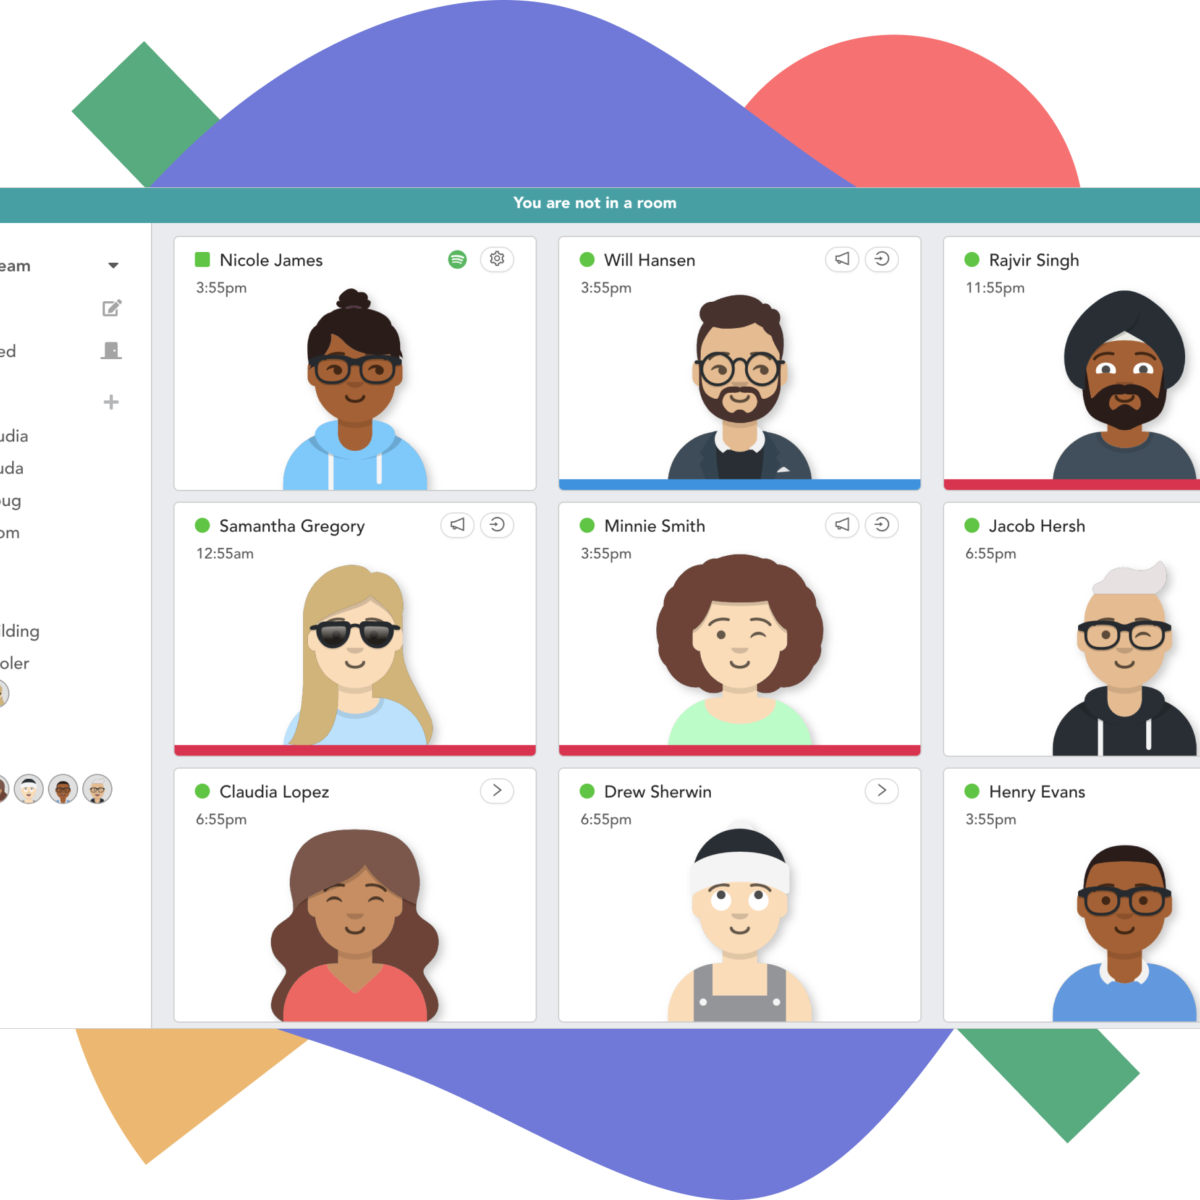 You are not in a room
eam
ed
udia
uda
oug
om
ilding
oler
Nicole James
3:55pm
Will Hansen
3:55pm
Rajvir Singh
11:55pm
Samantha Gregory
12:55am
Minnie Smith
3:55pm
Jacob Hersh
6:55pm
Claudia Lopez
6:55pm
Drew Sherwin
6:55pm
Henry Evans
3:55pm